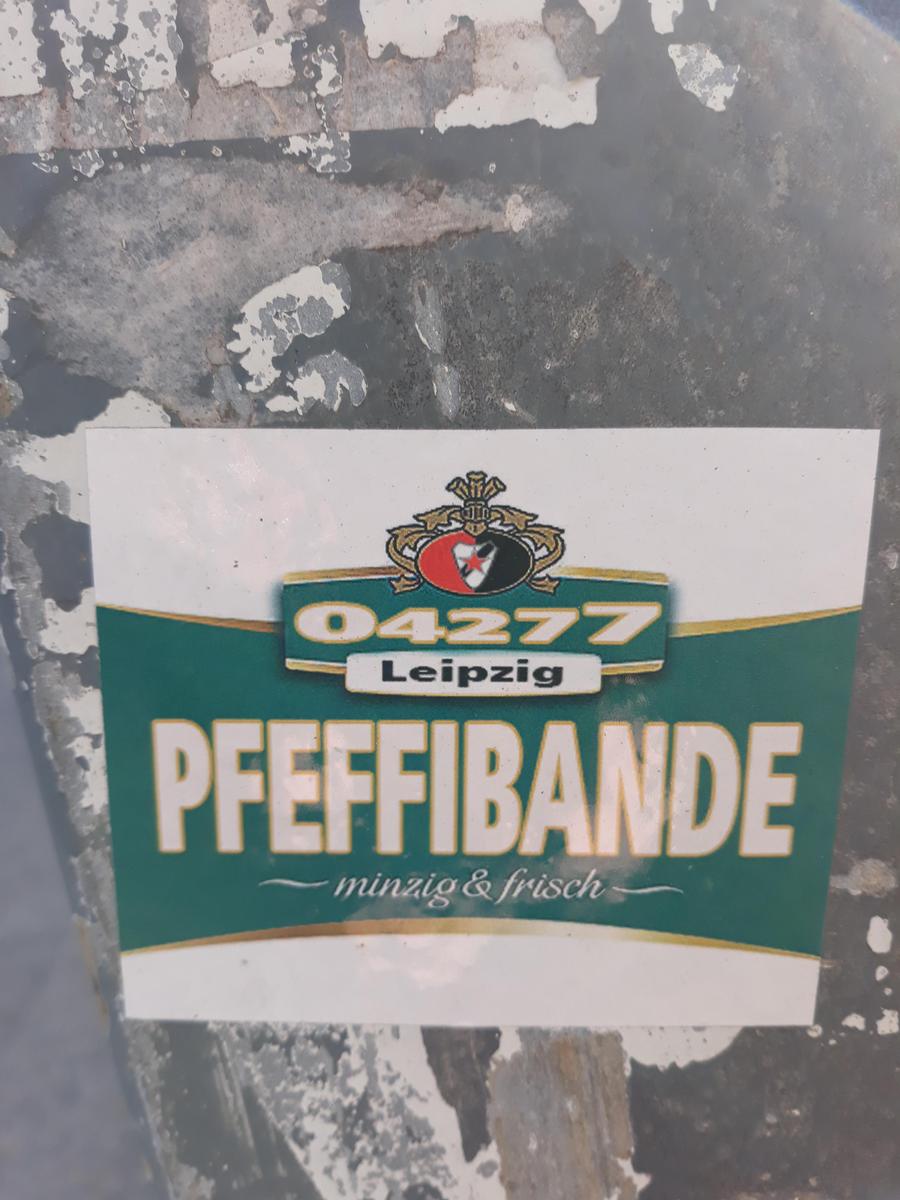 04277
Leipzig
PFEFFIBANDE
minzig & frisch